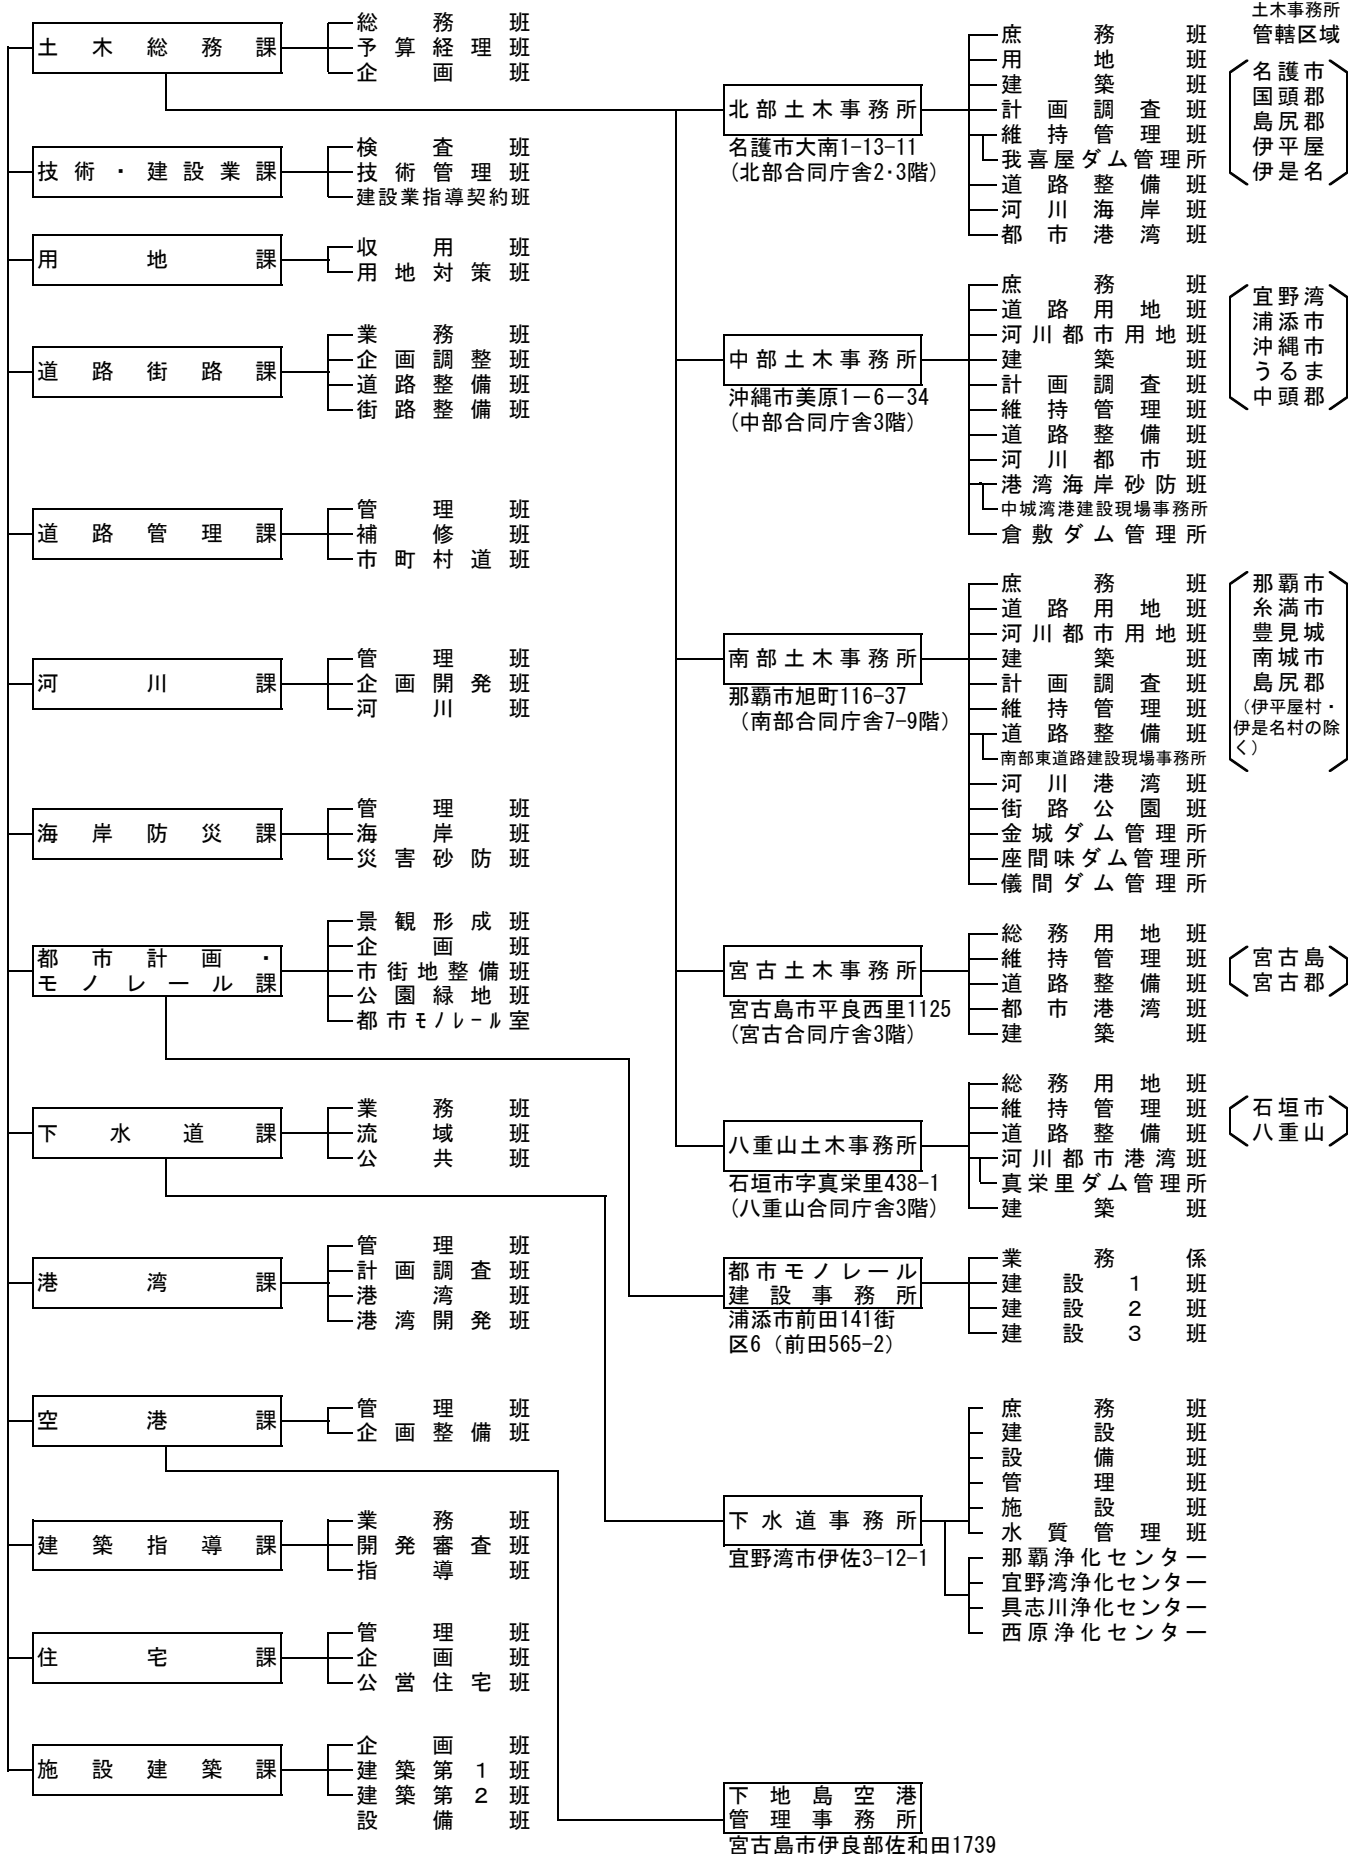 土木総務課
総務班
予算経理班
企画班
技術・建設業課
検査班
技術管理班
建設業指導契約班
用地課
収用班
用地対策班
道路街路課
業務班
企画調整班
道路整備班
街路整備班
道路管理課
管理班
補修班
市町村道班
河川課
管理班
企画開発班
河川班
海岸防災課
管理班
海岸班
災害砂防班
都市計画・
モノレール課
景観形成班
企画班
市街地整備班
公園緑地班
都市ﾓﾉﾚｰﾙ室
下水道課
業務班
流域班
公共班
港湾課
管理班
計画調査班
港湾班
港湾開発班
空港課
管理班
企画整備班
建築指導課
業務班
開発審査班
指導班
住宅課
管理班
企画班
公営住宅班
施設建築課
企画班
建築第1班
建築第2班
設備班
土木事務所
管轄区域
北部土木事務所
名護市大南1-13-11
(北部合同庁舎2・3階)
庶務班
用地班
建築班
計画調査班
維持管理班
我喜屋ダム管理所
道路整備班
河川海岸班
都市港湾班
名護市
国頭郡
島尻郡
伊平屋
伊是名
中部土木事務所
沖縄市美原1－6－34
(中部合同庁舎3階)
庶務班
道路用地班
河川都市用地班
建築班
計画調査班
維持管理班
道路整備班
河川都市班
港湾海岸砂防班
中城湾港建設現場事務所
倉敷ダム管理所
宜野湾
浦添市
沖縄市
うるま
中頭郡
南部土木事務所
那覇市旭町116-37
(南部合同庁舎7-9階)
庶務班
道路用地班
河川都市用地班
建築班
計画調査班
維持管理班
道路整備班
南部東道路建設現場事務所
河川港湾班
街路公園班
金城ダム管理所
座間味ダム管理所
儀間ダム管理所
那覇市
糸満市
豊見城
南城市
島尻郡
(伊平屋村・
伊是名村の除
く)
宮古土木事務所
宮古島市平良西里1125
(宮古合同庁舎3階)
総務用地班
維持管理班
道路整備班
都市港湾班
建築班
宮古島
宮古郡
八重山土木事務所
石垣市字真栄里438-1
(八重山合同庁舎3階)
総務用地班
維持管理班
道路整備班
河川都市港湾班
真栄里ダム管理所
建築班
石垣市
八重山
都市モノレール
建設事務所
浦添市前田141街
区6（前田565-2）
業務係
建設1班
建設2班
建設3班
下水道事務所
宜野湾市伊佐3-12-1
庶務班
建設班
設備班
管理班
施設班
水質管理班
那覇浄化センター
宜野湾浄化センター
具志川浄化センター
西原浄化センター
下地島空港
管理事務所
宮古島市伊良部佐和田1739